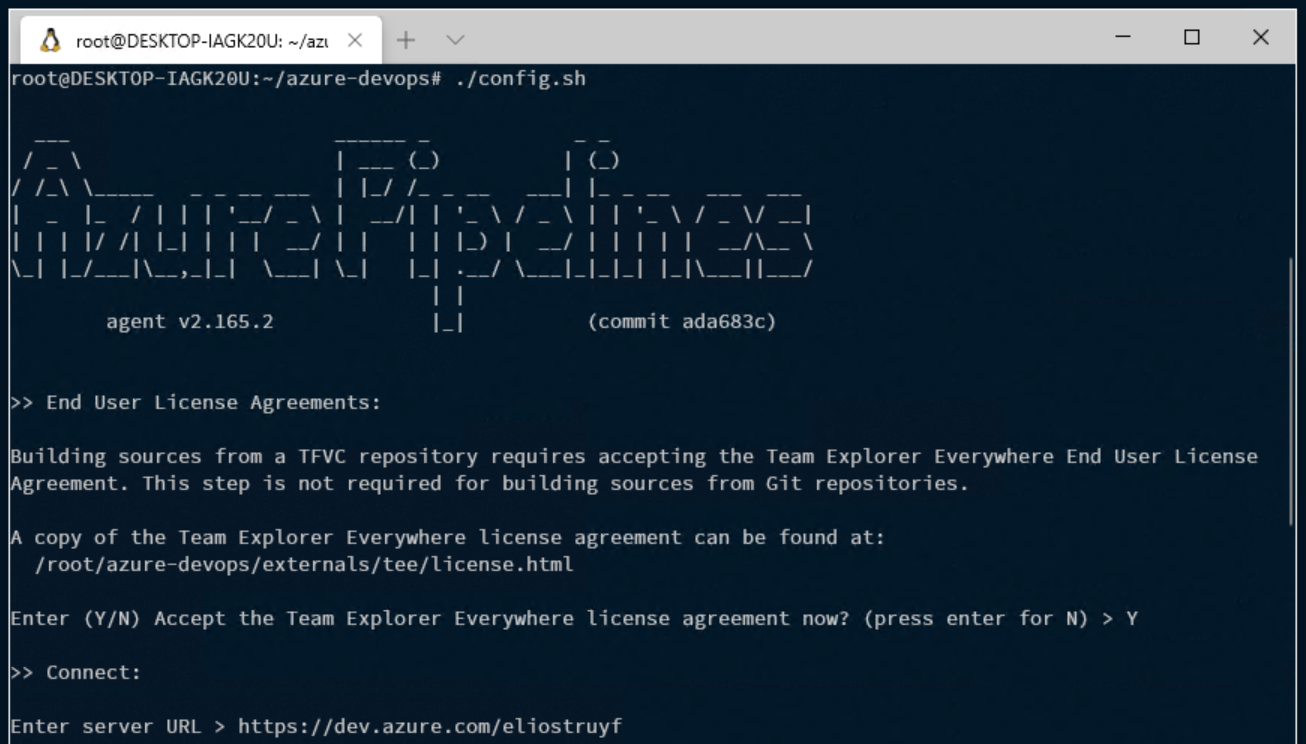 root@DESKTOP-IAGK20U: ~/azu
root@DESKTOP-IAGK20U:~/azure-devops# ./config.sh
Azure Pipelines
agent v2.165.2 (commit ada683c)
>> End User License Agreements:
Building sources from a TFVC repository requires accepting the Team Explorer Everywhere End User License
Agreement. This step is not required for building sources from Git repositories.
A copy of the Team Explorer Everywhere license agreement can be found at:
/root/azure-devops/externals/tee/license.html
Enter (Y/N) Accept the Team Explorer Everywhere license agreement now? (press enter for N) > Y
>> Connect:
Enter server URL > https://dev.azure.com/eliostruyf